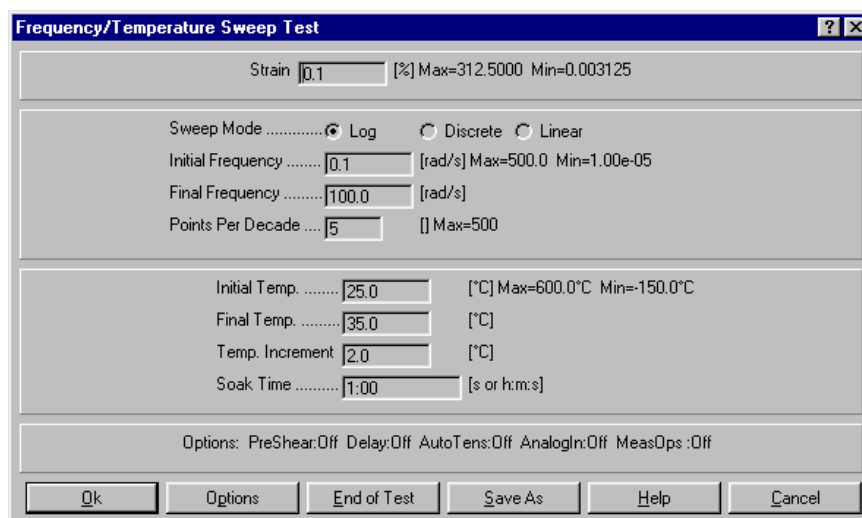 Frequency/Temperature Sweep Test
Strain 0.1 [%] Max=312.5000 Min=0.003125
Sweep Mode ............. Log Discrete Linear
Initial Frequency ........ 0.1 [rad/s] Max=500.0 Min=1.00e-05
Final Frequency ......... 100.0 [rad/s]
Points Per Decade .... 5 [] Max=500
Initial Temp. ........ 25.0 [°C] Max=600.0°C Min=-150.0°C
Final Temp. ......... 35.0 [°C]
Temp. Increment 2.0 [°C]
Soak Time .......... 1:00 [s or h:m:s]
Options: PreShear:Off Delay:Off AutoTens:Off AnalogIn:Off MeasOps :Off
Ok Options End of Test Save As Help Cancel